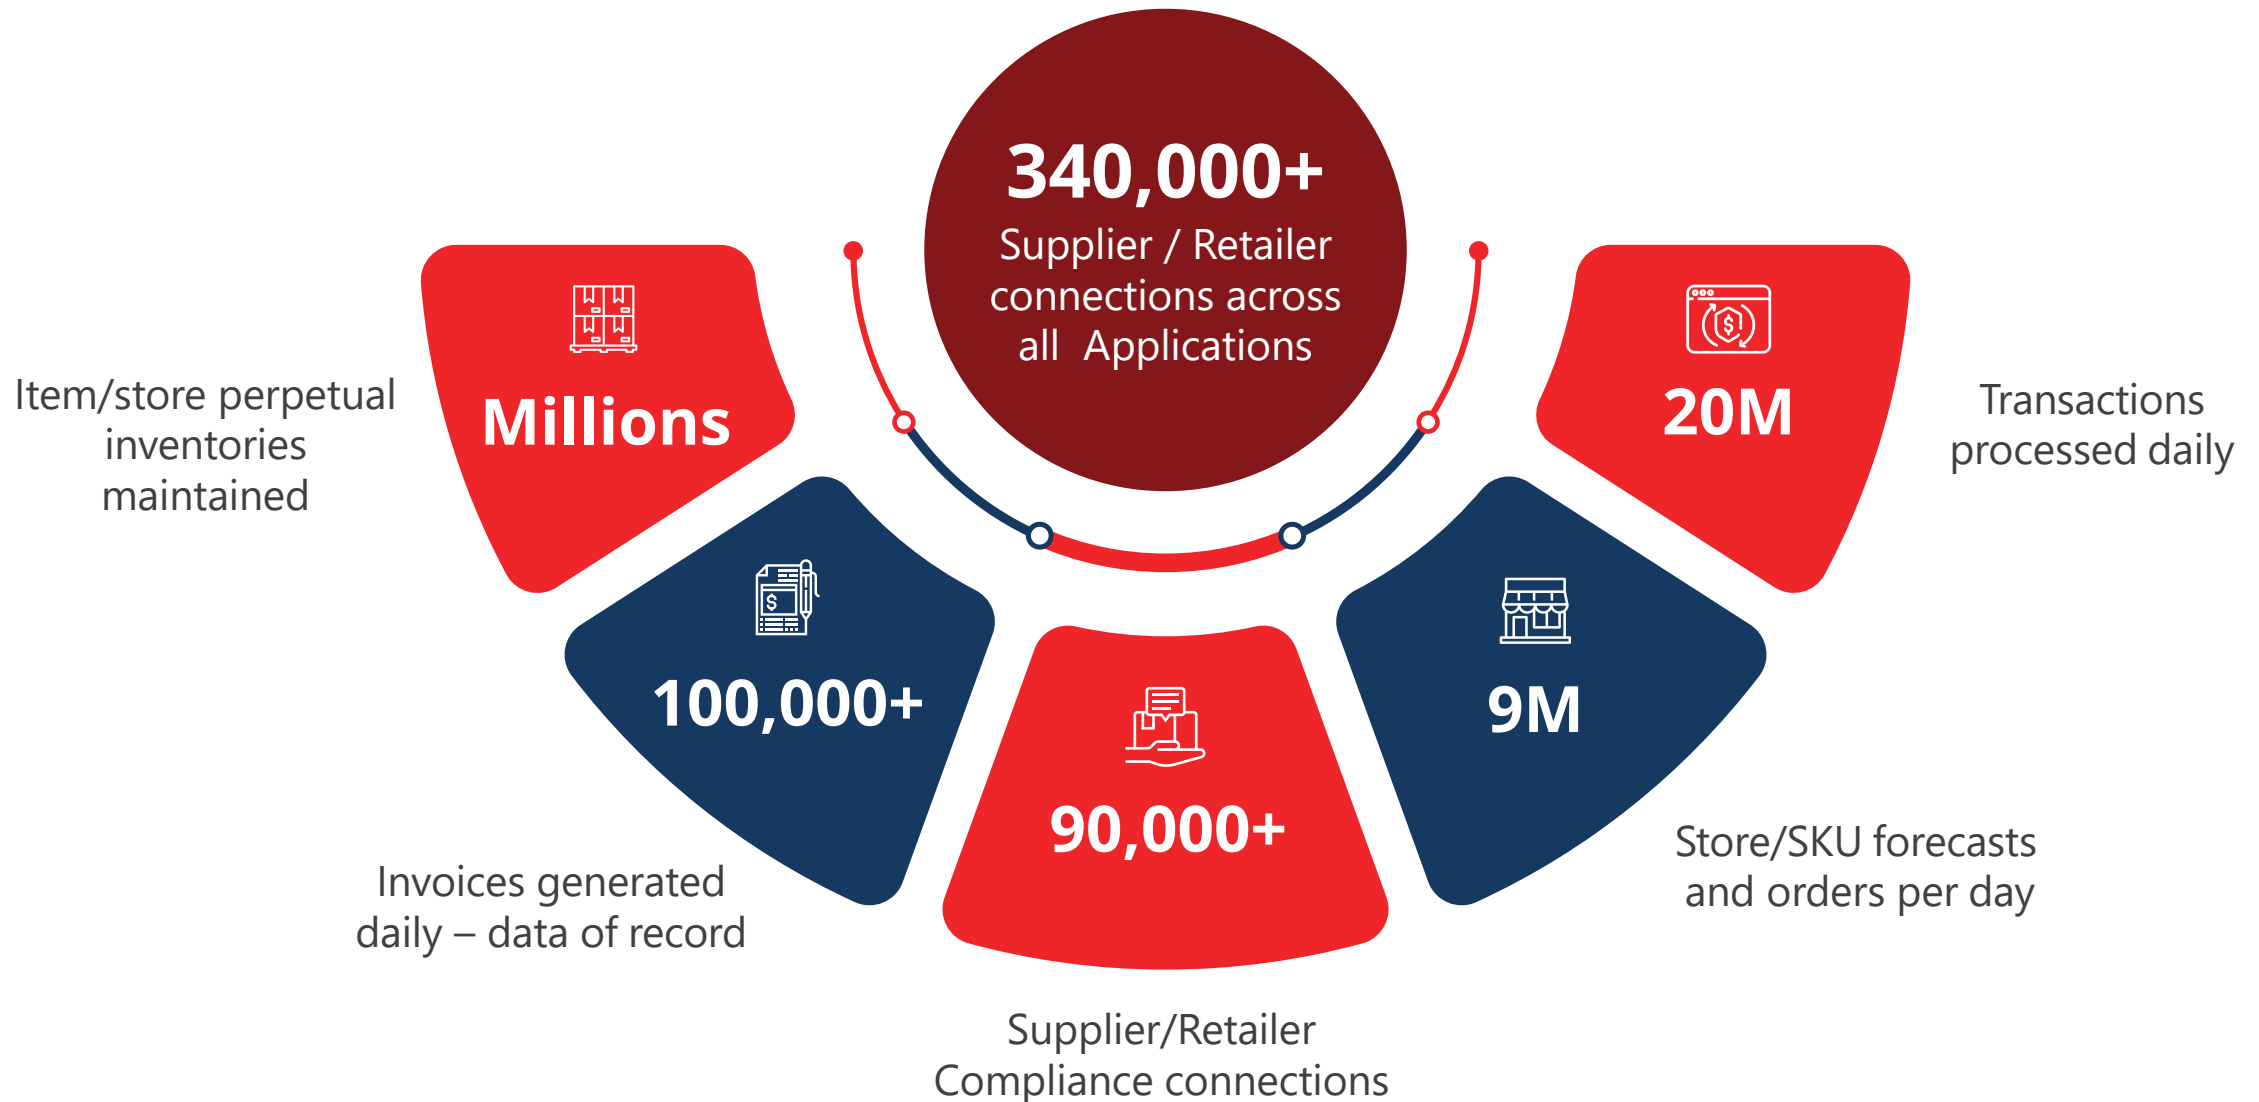 340,000+
Supplier / Retailer
connections across
all Applications
Millions
Item/store perpetual
inventories
maintained
100,000+
Invoices generated
daily – data of record
90,000+
Supplier/Retailer
Compliance connections
9M
Store/SKU forecasts
and orders per day
20M
Transactions
processed daily